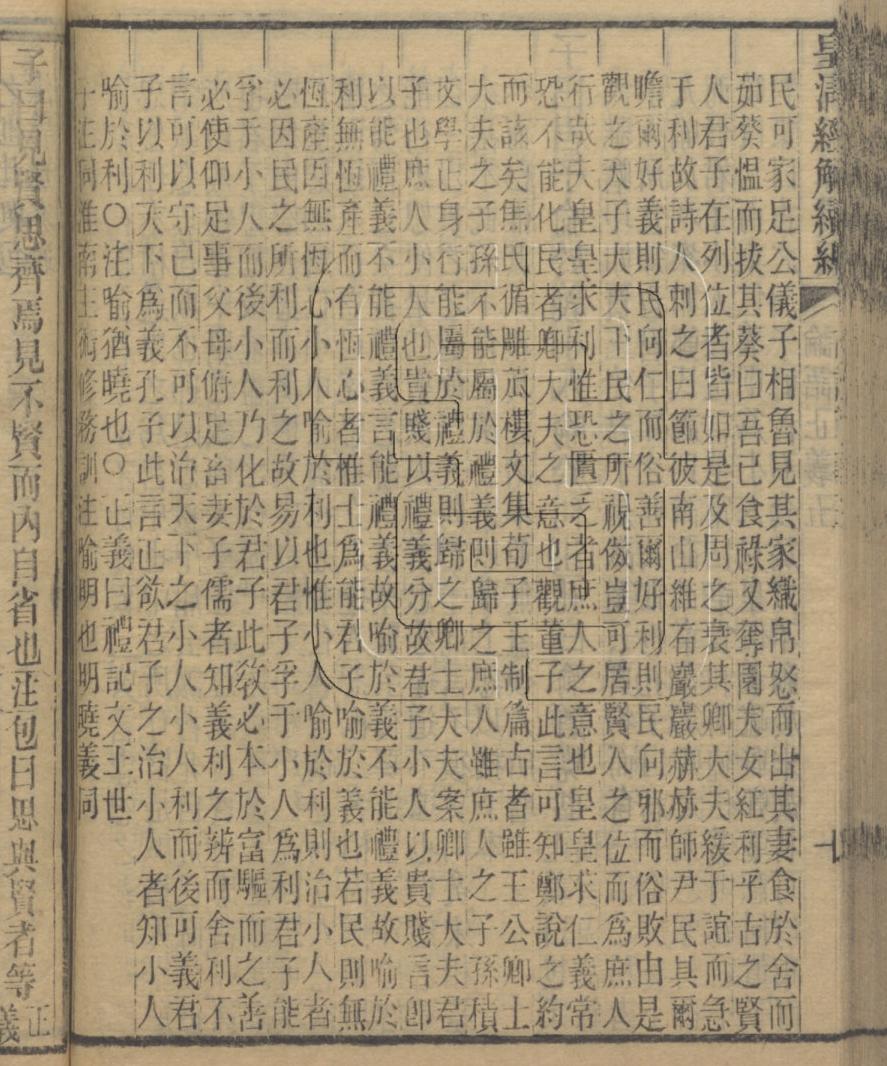 皇清經解續編
論語正義五
十
民可家足公儀子相魯見其家織帛怒而出其妻食於舍而
茹葵慍而拔其葵曰吾已食祿又奪園夫女紅利乎古之賢
人君子在列位者皆如是及周之衰其卿大夫緩于誼而急
于利故詩人刺之曰節彼南山維石巖巖赫赫師尹民具爾
瞻爾好義則民向仁而俗善爾好利則民向邪而俗敗由是
觀之天子大夫下民之所視傚豈可居賢人之位而為庶人
行哉夫皇皇求利惟恐匱乏者庶人之意也皇皇求仁義常
恐不能化民者卿大夫之意也觀董子此言可知鄭說之約
而該矣焦氏循雕菰樓文集荀子王制篇古者雖王公卿士
大夫之子孫不能屬於禮義則歸之庶人雖庶人之子孫積
文學正身行能屬於禮義則歸之卿士大夫案卿士大夫君
子也庶人小人也貴賤以禮義分故君子小人以貴賤言卽
以能禮義不能禮義言能禮義故喻於義不能禮義故喻於
利無恆產而有恆心者惟士為能君子喻於義也若民則無
恆產因無恆心小人喻於利也惟小人喻於利則治小人者
必因民之所利而利之故易以君子孚于小人為利君子能
孚于小人而後小人乃化於君子此敎必本於富驅而之善
必使仰足事父母俯足畜妻子儒者知義利之辨而舍利不
言可以守己而不可以治天下之小人小人利而後可義君
子以利天下為義孔子此言正欲君子之治小人者知小人
喻於利〇注喻猶曉也〇正義曰禮記文王世
子注同淮南主術修務訓注喻明也明曉義同
子曰見賢思齊焉見不賢而內自省也注包曰思與賢者等正義